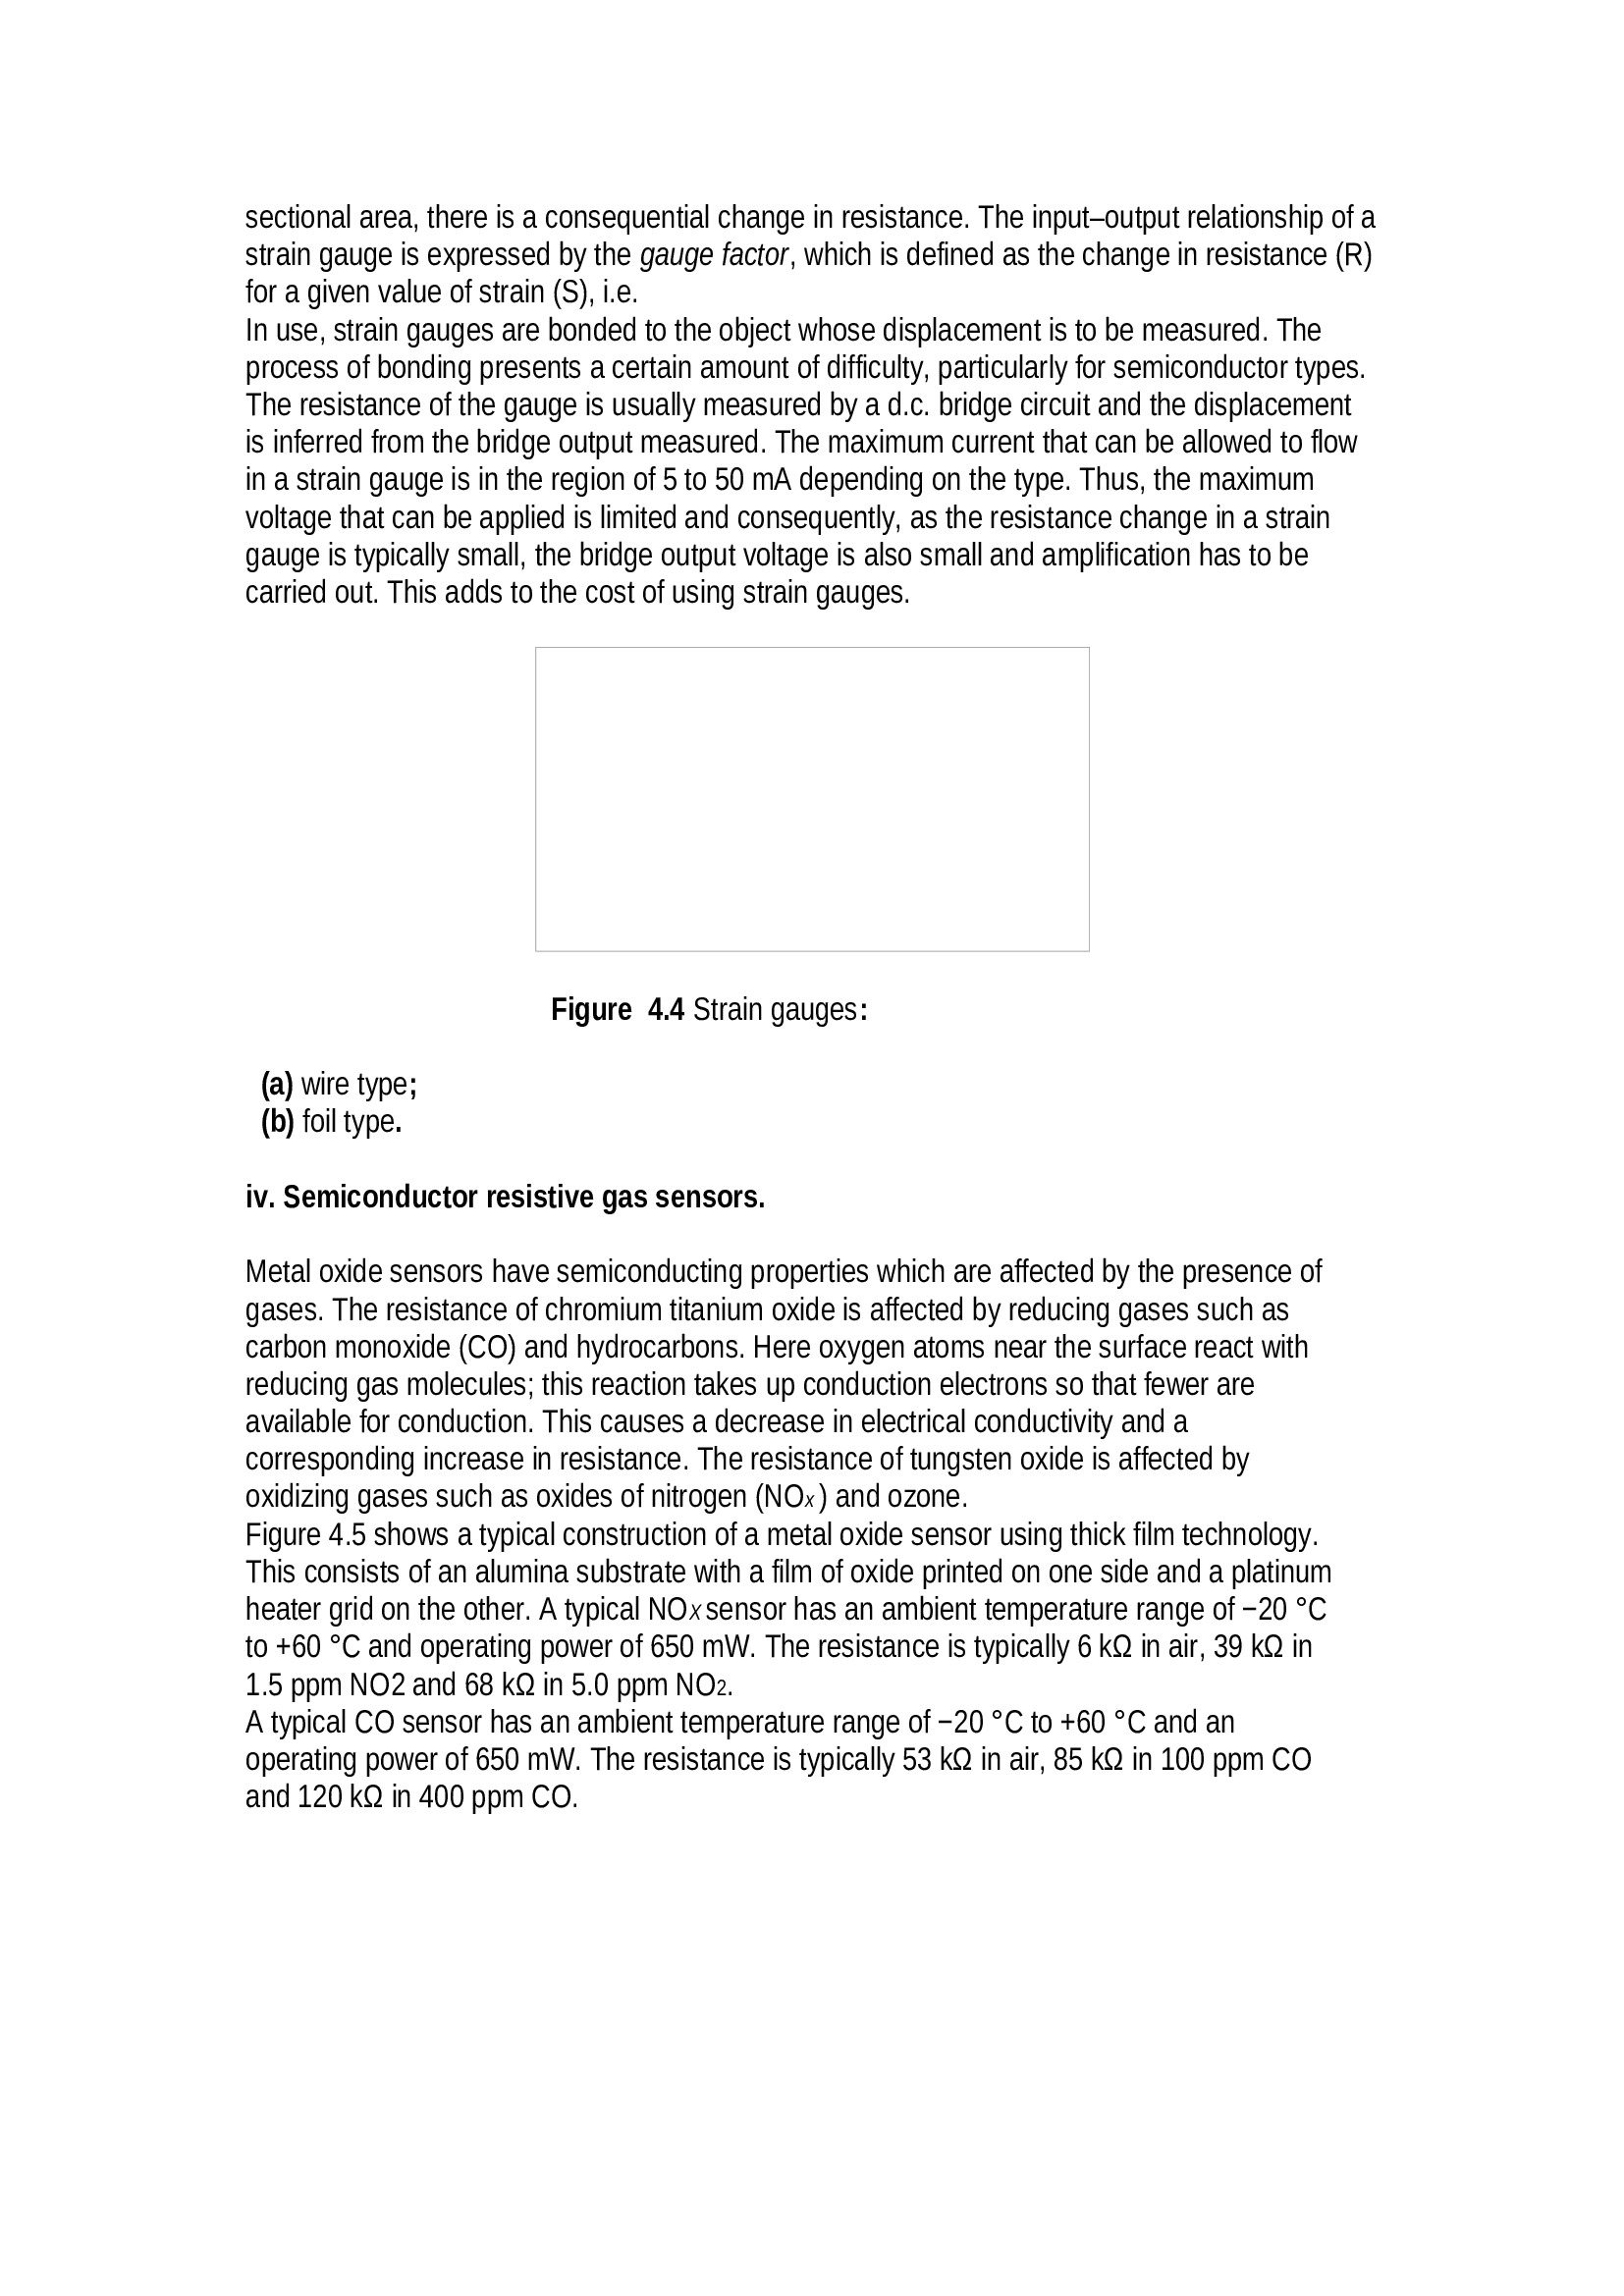 sectional area, there is a consequential change in resistance. The input–output relationship of a
strain gauge is expressed by the gauge factor, which is defined as the change in resistance (R)
for a given value of strain (S), i.e.
In use, strain gauges are bonded to the object whose displacement is to be measured. The
process of bonding presents a certain amount of difficulty, particularly for semiconductor types.
The resistance of the gauge is usually measured by a d.c. bridge circuit and the displacement
is inferred from the bridge output measured. The maximum current that can be allowed to flow
in a strain gauge is in the region of 5 to 50 mA depending on the type. Thus, the maximum
voltage that can be applied is limited and consequently, as the resistance change in a strain
gauge is typically small, the bridge output voltage is also small and amplification has to be
carried out. This adds to the cost of using strain gauges.
Figure 4.4 Strain gauges:
(a) wire type;
(b) foil type.
iv. Semiconductor resistive gas sensors.
Metal oxide sensors have semiconducting properties which are affected by the presence of
gases. The resistance of chromium titanium oxide is affected by reducing gases such as
carbon monoxide (CO) and hydrocarbons. Here oxygen atoms near the surface react with
reducing gas molecules; this reaction takes up conduction electrons so that fewer are
available for conduction. This causes a decrease in electrical conductivity and a
corresponding increase in resistance. The resistance of tungsten oxide is affected by
oxidizing gases such as oxides of nitrogen (NOx ) and ozone.
Figure 4.5 shows a typical construction of a metal oxide sensor using thick film technology.
This consists of an alumina substrate with a film of oxide printed on one side and a platinum
heater grid on the other. A typical NOX sensor has an ambient temperature range of −20 °C
to +60 °C and operating power of 650 mW. The resistance is typically 6 kΩ in air, 39 kΩ in
1.5 ppm NO2 and 68 kΩ in 5.0 ppm NO2.
A typical CO sensor has an ambient temperature range of −20 °C to +60 °C and an
operating power of 650 mW. The resistance is typically 53 kΩ in air, 85 kΩ in 100 ppm CO
and 120 kΩ in 400 ppm CO.